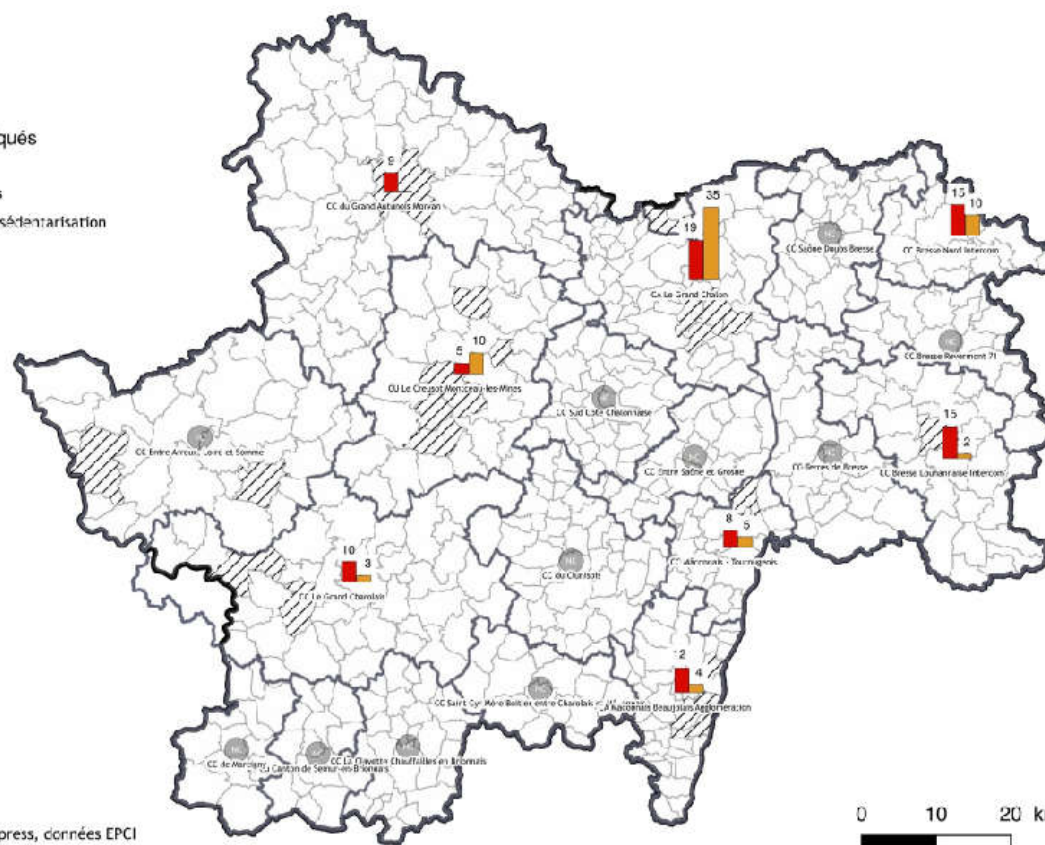 qués
s
sédentarisation
9
CC du Grand Autunois Morvan
35
19
CA Le Grand Chalon
CC Saône Doubs Bresse
15
10
CC Bresse Nord Intercom
5
10
CU Le Creusot Montceau-les-Mines
CC Sud Côte Chalonnaise
CC Bresse Revermont 71
CC Entre Arroux, Loire et Somme
CC Entre Saône et Grosne
CC Terres de Bresse
15
2
CC Bresse Louhannaise Intercom
8
5
CC Mâconnais - Tournugeois
10
3
CC Le Grand Charolais
CC du Clunisois
12
4
CC Saint Cyr Mère Boitier entre Charolais et
Mâconnais Beaujolais Agglomération
CC de Marcigny
du Canton de Semur-en-Brionnais
CC La Clayette Chauffailles en Brionnais
press, données EPCI
0 10 20 k